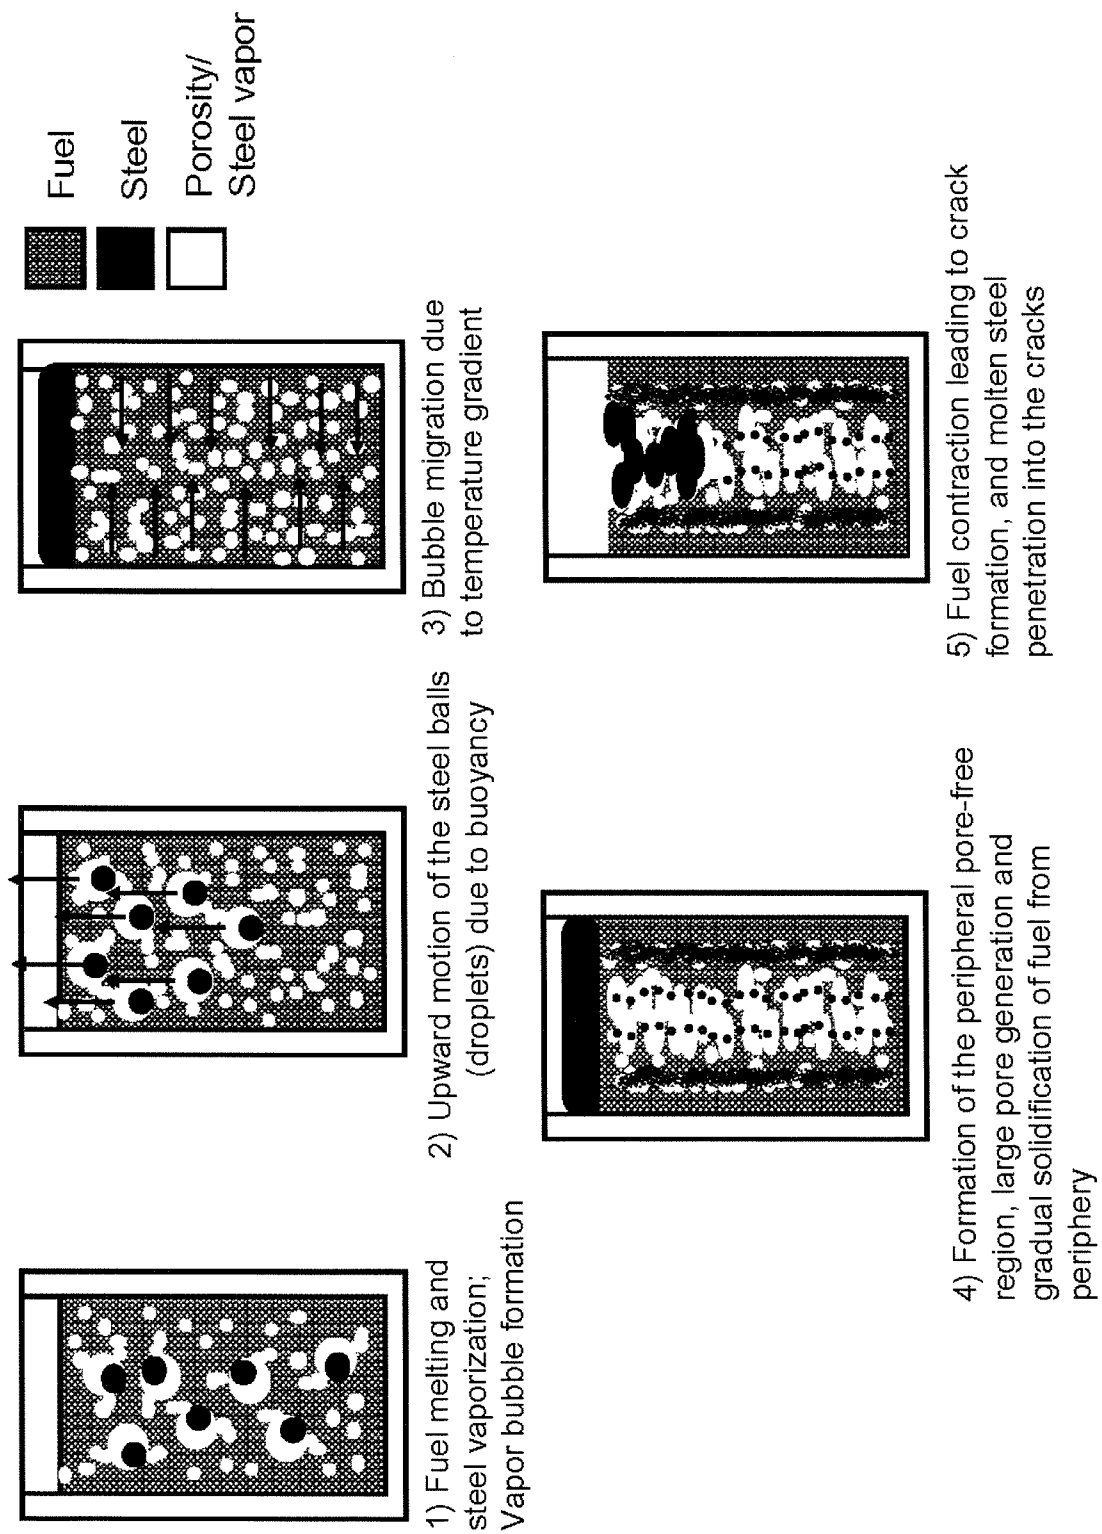 Fuel
Steel
Porosity/
Steel vapor
1) Fuel melting and
steel vaporization;
Vapor bubble formation
2) Upward motion of the steel balls
(droplets) due to buoyancy
3) Bubble migration due
to temperature gradient
4) Formation of the peripheral pore-free
region, large pore generation and
gradual solidification of fuel from
periphery
5) Fuel contraction leading to crack
formation, and molten steel
penetration into the cracks